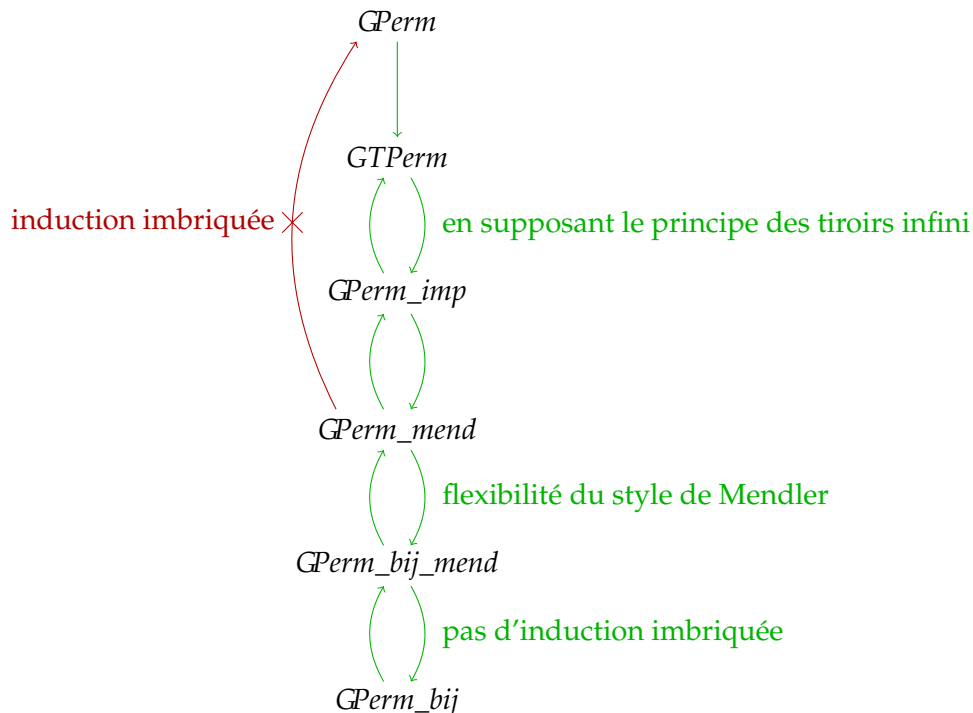 GPerm
GTPerm
induction imbriquée
en supposant le principe des tiroirs infini
GPerm_imp
GPerm_mend
flexibilité du style de Mendler
GPerm_bij_mend
pas d'induction imbriquée
GPerm_bij